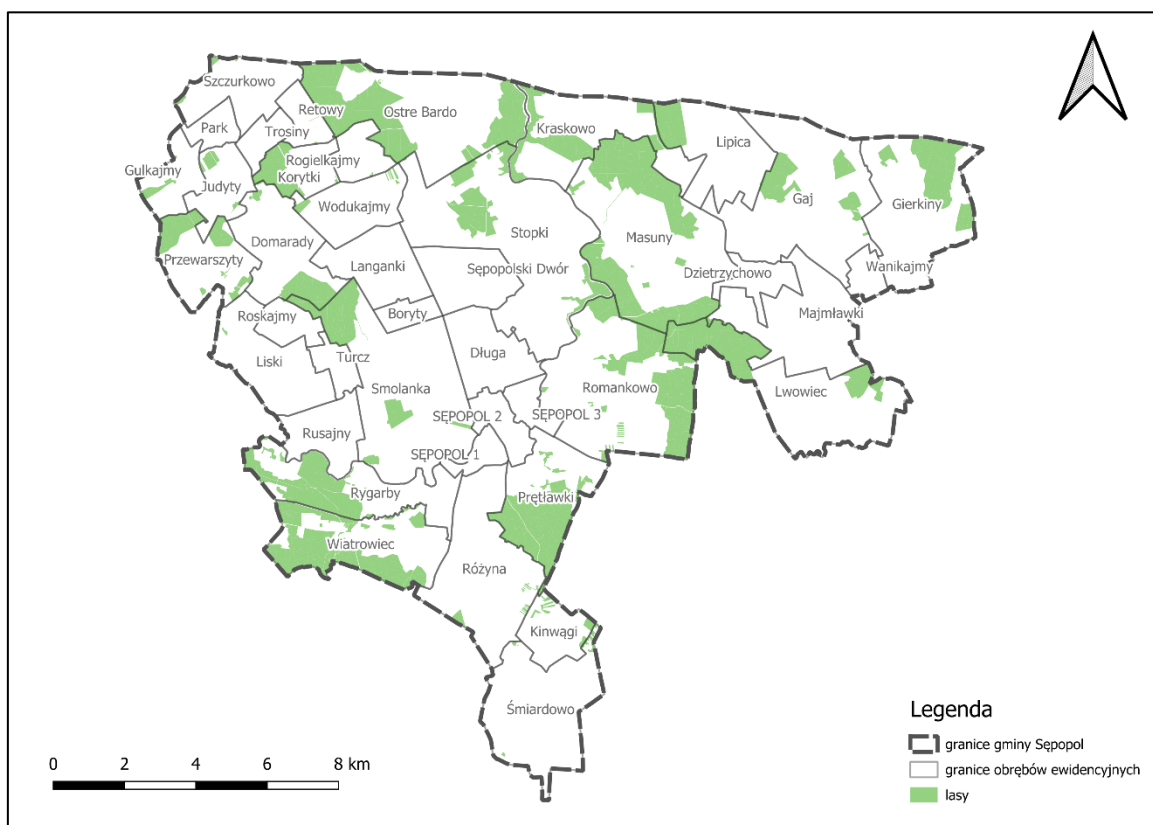 Szczurkowo
Retowy
Ostre Bardo
Park
Trosiny
Kraskowo
Lipica
Gulkajmy
Judyty
Rogielkajmy
Korytki
Gaj
Gierkiny
Wodukajmy
Stopki
Masuny
Domarady
Przewarszyty
Langanki
Sępopolski Dwór
Dzietrzychowo
Wanikajmy
Roskajmy
Boryty
Majmławki
Liski
Turcz
Długa
Smolanka
Romankowo
Lwowiec
SĘPOPOL 2
SĘPOPOL 3
Rusajny
SĘPOPOL 1
Rygarby
Prętławki
Wiatrowiec
Różyna
Kinwągi
Śmiardowo
Legenda
granice gminy Sępopol
granice obrębów ewidencyjnych
lasy
0 2 4 6 8 km